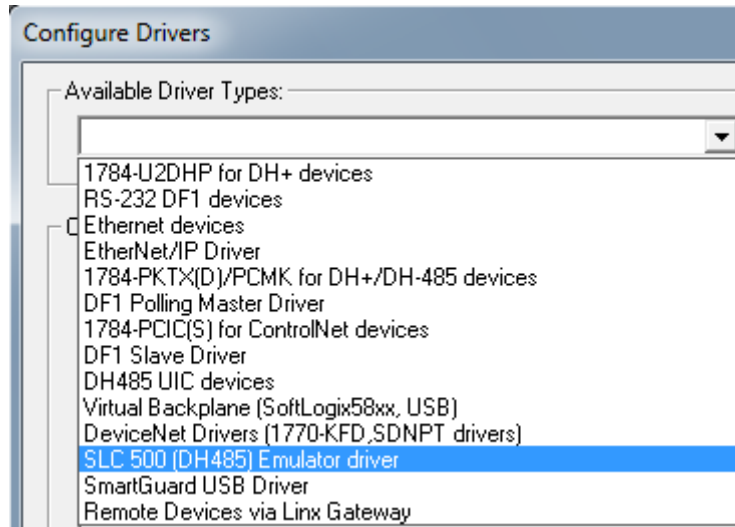 Configure Drivers
Available Driver Types:
1784-U2DHP for DH+ devices
RS-232 DF1 devices
Ethernet devices
EtherNet/IP Driver
1784-PKTX(D)/PCMK for DH+/DH-485 devices
DF1 Polling Master Driver
1784-PCIC(S) for ControlNet devices
DF1 Slave Driver
DH485 UIC devices
Virtual Backplane (SoftLogix58xx, USB)
DeviceNet Drivers (1770-KFD,SDNPT drivers)
SLC 500 (DH485) Emulator driver
SmartGuard USB Driver
Remote Devices via Linx Gateway